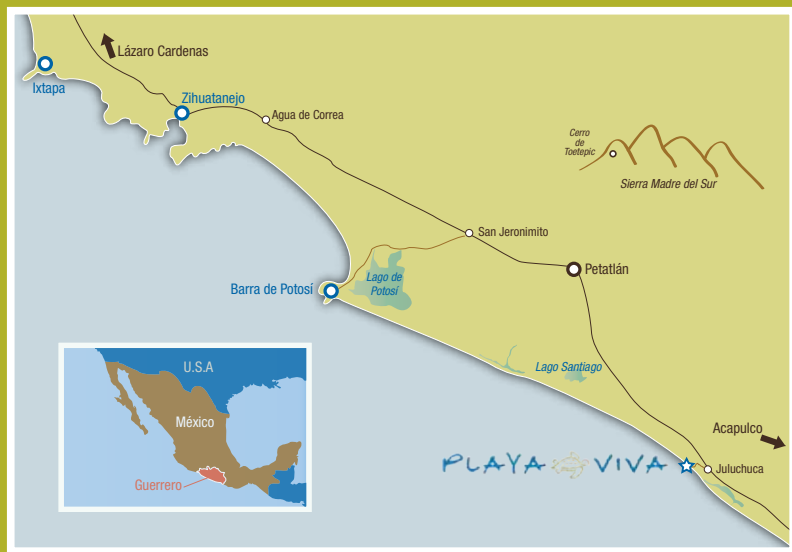 Lázaro Cardenas
Ixtapa
Zihuatanejo
Agua de Correa
Cerro
de
Toetepic
Sierra Madre del Sur
San Jeronimito
Petatlán
Lago de
Potosí
Barra de Potosí
Lago Santiago
U.S.A
México
Guerrero
Acapulco
PLAYA VIVA
Juluchuca